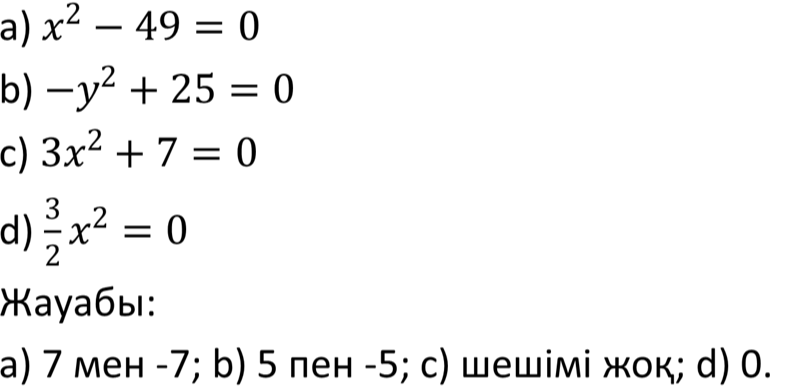 a) x² − 49 = 0
b) −y² + 25 = 0
c) 3x² + 7 = 0
d) 3/2 x² = 0
Жауабы:
a) 7 мен -7; b) 5 пен -5; c) шешімі жоқ; d) 0.